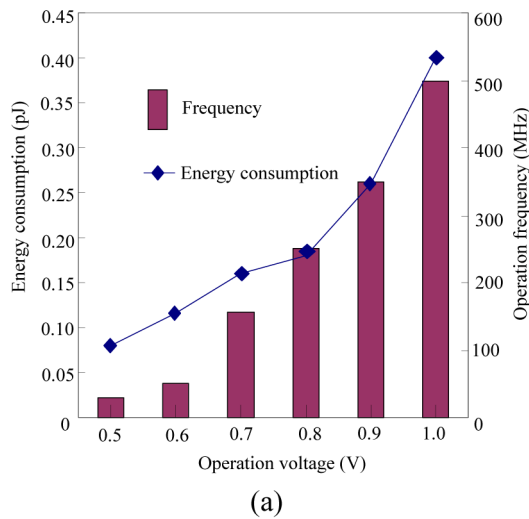 0.45
0.40
0.35
0.30
0.25
0.20
0.15
0.10
0.05
0
Energy consumption (pJ)
Frequency
Energy consumption
600
500
400
300
200
100
0
Operation frequency (MHz)
0.5 0.6 0.7 0.8 0.9 1.0
Operation voltage (V)
(a)